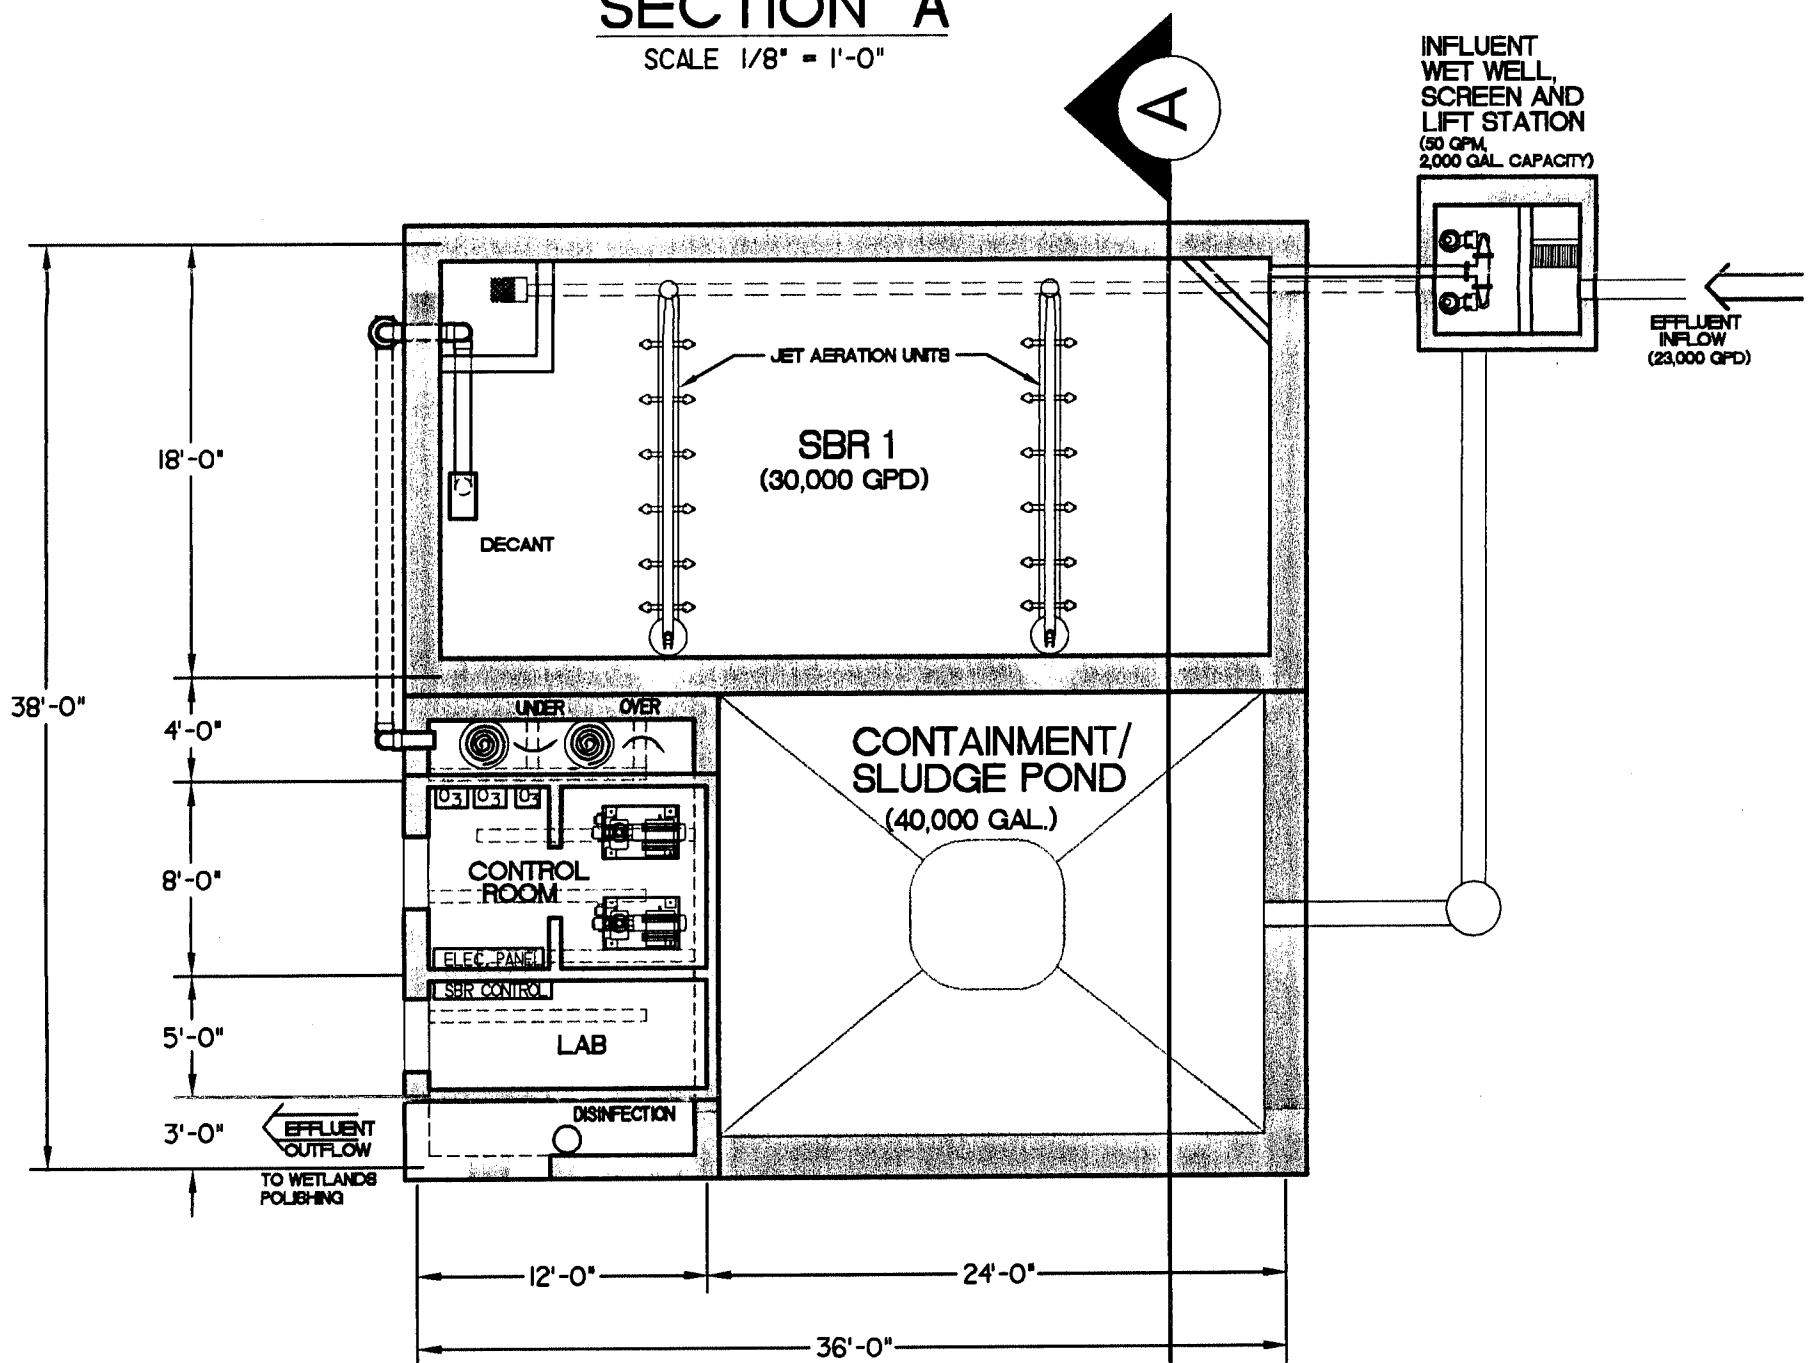 SECTION A
SCALE 1/8" = 1'-0"
A
INFLUENT
WET WELL,
SCREEN AND
LIFT STATION
(50 GPM,
2,000 GAL. CAPACITY)
EFFLUENT
INFLOW
(23,000 GPD)
JET AERATION UNITS
SBR 1
(30,000 GPD)
DECANT
18'-0"
38'-0"
4'-0"
8'-0"
5'-0"
3'-0"
UNDER
OVER
CONTAINMENT/
SLUDGE POND
(40,000 GAL.)
O3 O3 O3
CONTROL
ROOM
ELEC. PANEL
SBR CONTROL
LAB
DISINFECTION
EFFLUENT
OUTFLOW
TO WETLANDS
POLISHING
12'-0"
24'-0"
36'-0"